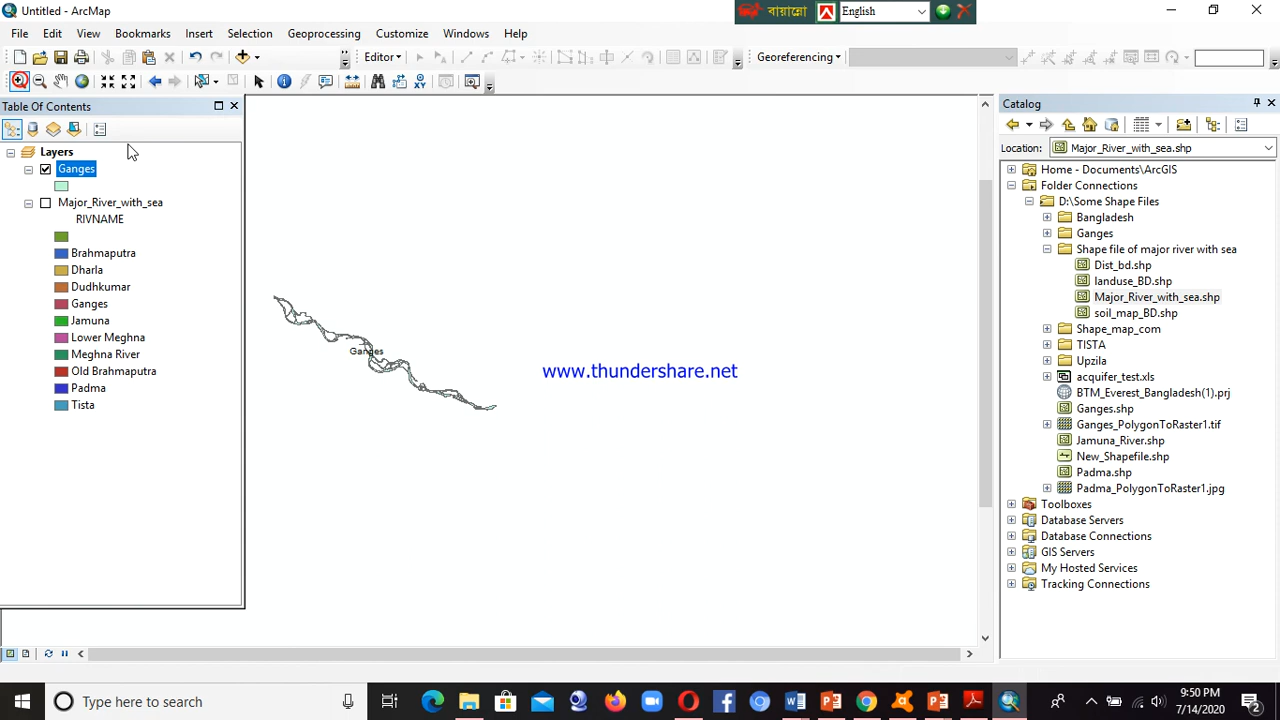 Untitled - ArcMap
বায়ান্নো
English
File Edit View Bookmarks Insert Selection Geoprocessing Customize Windows Help
Editor
Georeferencing
XY
Table Of Contents
Layers
Ganges
Major_River_with_sea
RIVNAME
Brahmaputra
Dharla
Dudhkumar
Ganges
Jamuna
Lower Meghna
Meghna River
Old Brahmaputra
Padma
Tista
Ganges
www.thundershare.net
Catalog
Location: Major_River_with_sea.shp
Home - Documents\ArcGIS
Folder Connections
D:\Some Shape Files
Bangladesh
Ganges
Shape file of major river with sea
Dist_bd.shp
landuse_BD.shp
Major_River_with_sea.shp
soil_map_BD.shp
Shape_map_com
TISTA
Upzila
acquifer_test.xls
BTM_Everest_Bangladesh(1).prj
Ganges.shp
Ganges_PolygonToRaster1.tif
Jamuna_River.shp
New_Shapefile.shp
Padma.shp
Padma_PolygonToRaster1.jpg
Toolboxes
Database Servers
Database Connections
GIS Servers
My Hosted Services
Tracking Connections
Type here to search
9:50 PM
7/14/2020
2